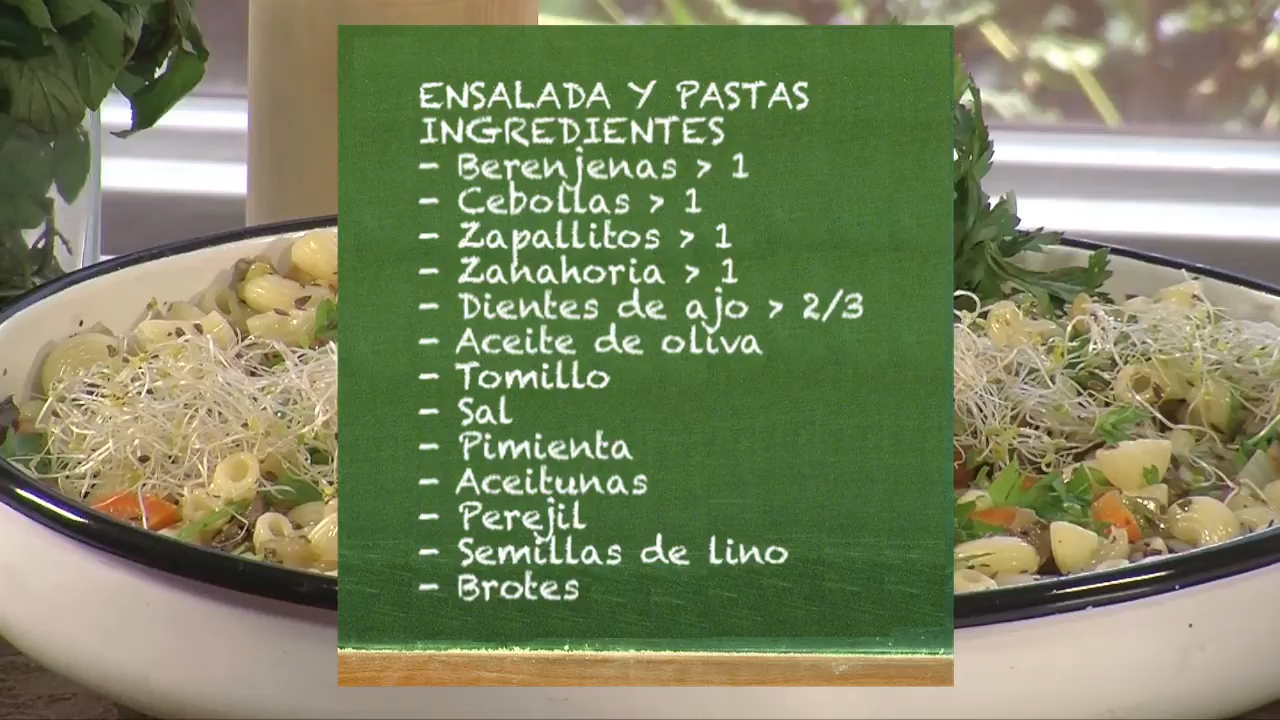 ENSALADA Y PASTAS
INGREDIENTES
- Berenjenas > 1
- Cebollas > 1
- Zapallitos > 1
- Zanahoria > 1
- Dientes de ajo > 2/3
- Aceite de oliva
- Tomillo
- Sal
- Pimienta
- Aceitunas
- Perejil
- Semillas de lino
- Brotes